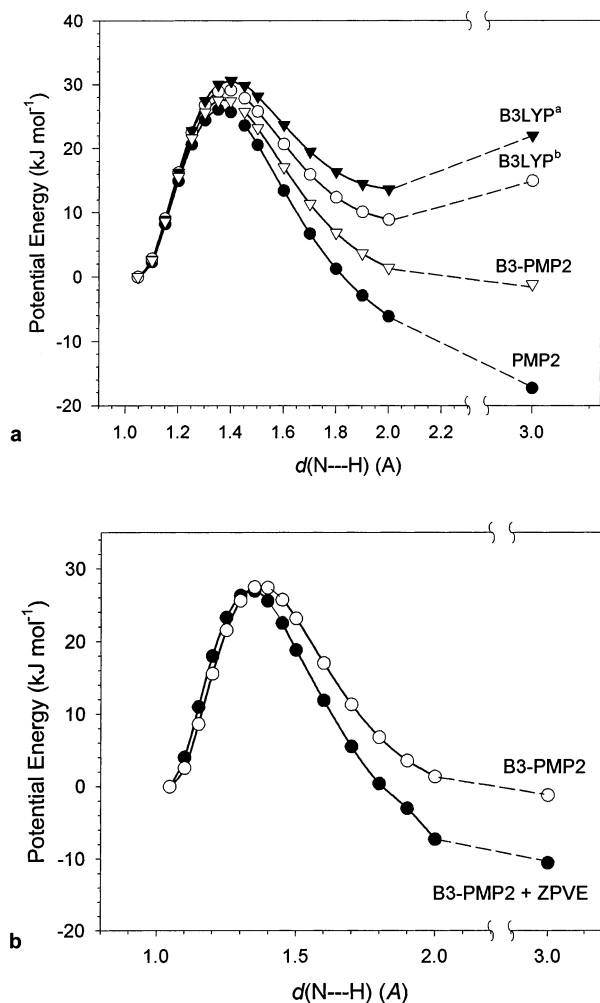 40
30
20
10
0
-10
-20
Potential Energy (kJ mol⁻¹)
B3LYPᵃ
B3LYPᵇ
B3-PMP2
PMP2
1.0 1.2 1.4 1.6 1.8 2.0 2.2 3.0
a
d(N---H) (A)
30
20
10
0
-10
-20
Potential Energy (kJ mol⁻¹)
B3-PMP2
B3-PMP2 + ZPVE
1.0 1.5 2.0 3.0
b
d(N---H) (A)